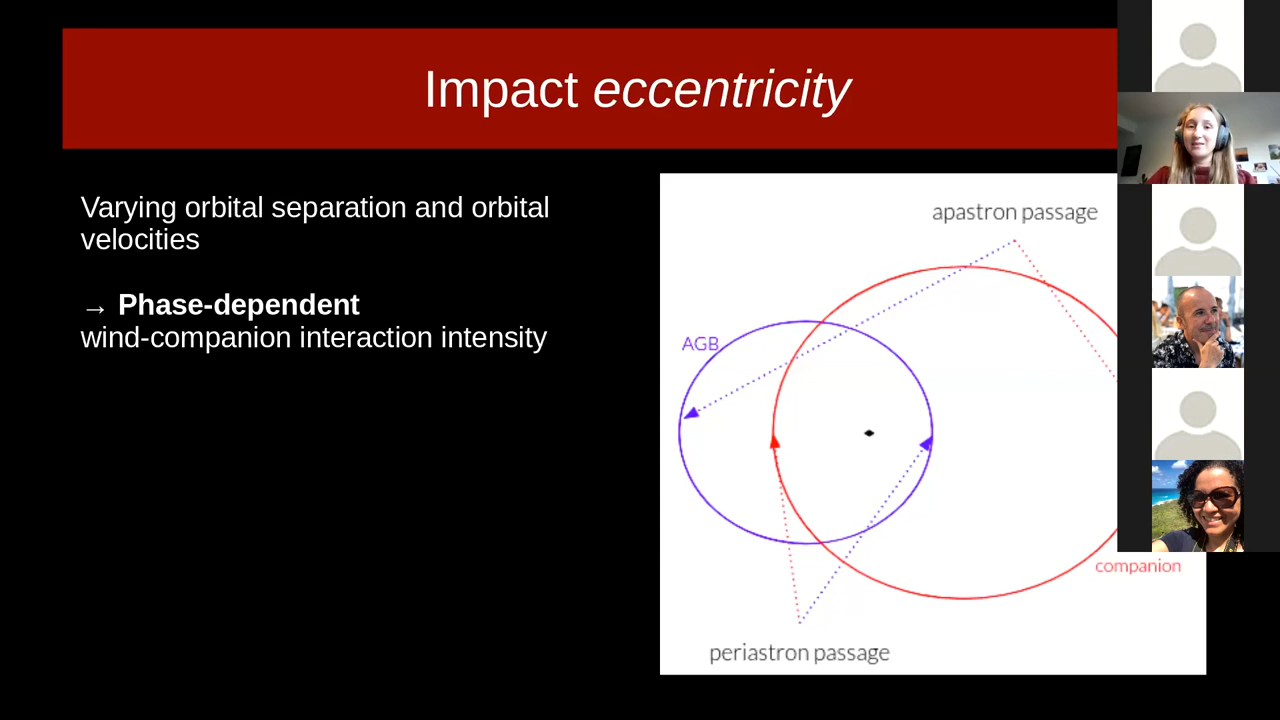 Impact eccentricity
Varying orbital separation and orbital
velocities
→ Phase-dependent
wind-companion interaction intensity
apastron passage
AGB
companion
periastron passage